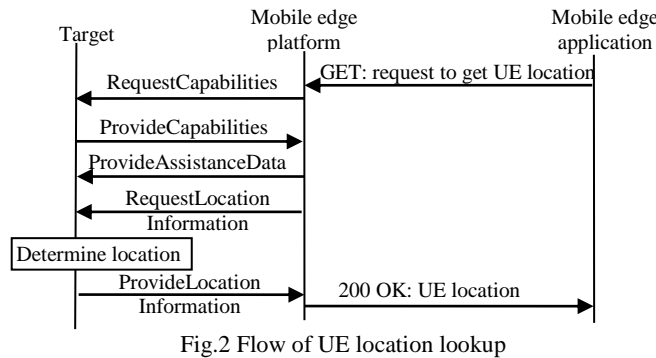 Target
Mobile edge
platform
Mobile edge
application
GET: request to get UE location
RequestCapabilities
ProvideCapabilities
ProvideAssistanceData
RequestLocation
Information
Determine location
ProvideLocation
Information
200 OK: UE location
Fig.2 Flow of UE location lookup